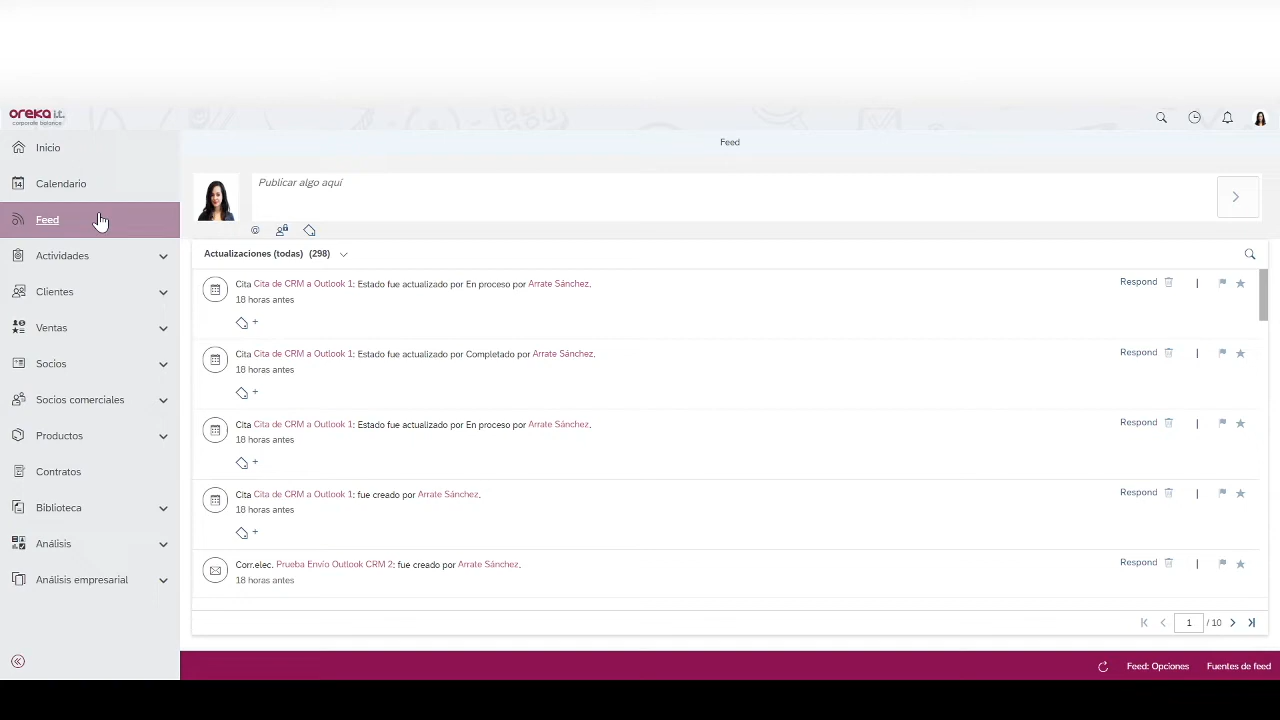 oreka i.t.
corporate balance
Inicio
Feed
Calendario
Publicar algo aquí
Feed
@
Actividades
Actualizaciones (todas) (298)
Clientes
Cita Cita de CRM a Outlook 1: Estado fue actualizado por En proceso por Arrate Sánchez.
Respond |
18 horas antes
+
Ventas
Socios
Cita Cita de CRM a Outlook 1: Estado fue actualizado por Completado por Arrate Sánchez.
Respond |
18 horas antes
+
Socios comerciales
Productos
Cita Cita de CRM a Outlook 1: Estado fue actualizado por En proceso por Arrate Sánchez.
Respond |
18 horas antes
+
Contratos
Biblioteca
Cita Cita de CRM a Outlook 1: fue creado por Arrate Sánchez.
Respond |
18 horas antes
+
Análisis
Análisis empresarial
Corr.elec. Prueba Envío Outlook CRM 2: fue creado por Arrate Sánchez.
Respond |
18 horas antes
1 / 10
Feed: Opciones Fuentes de feed